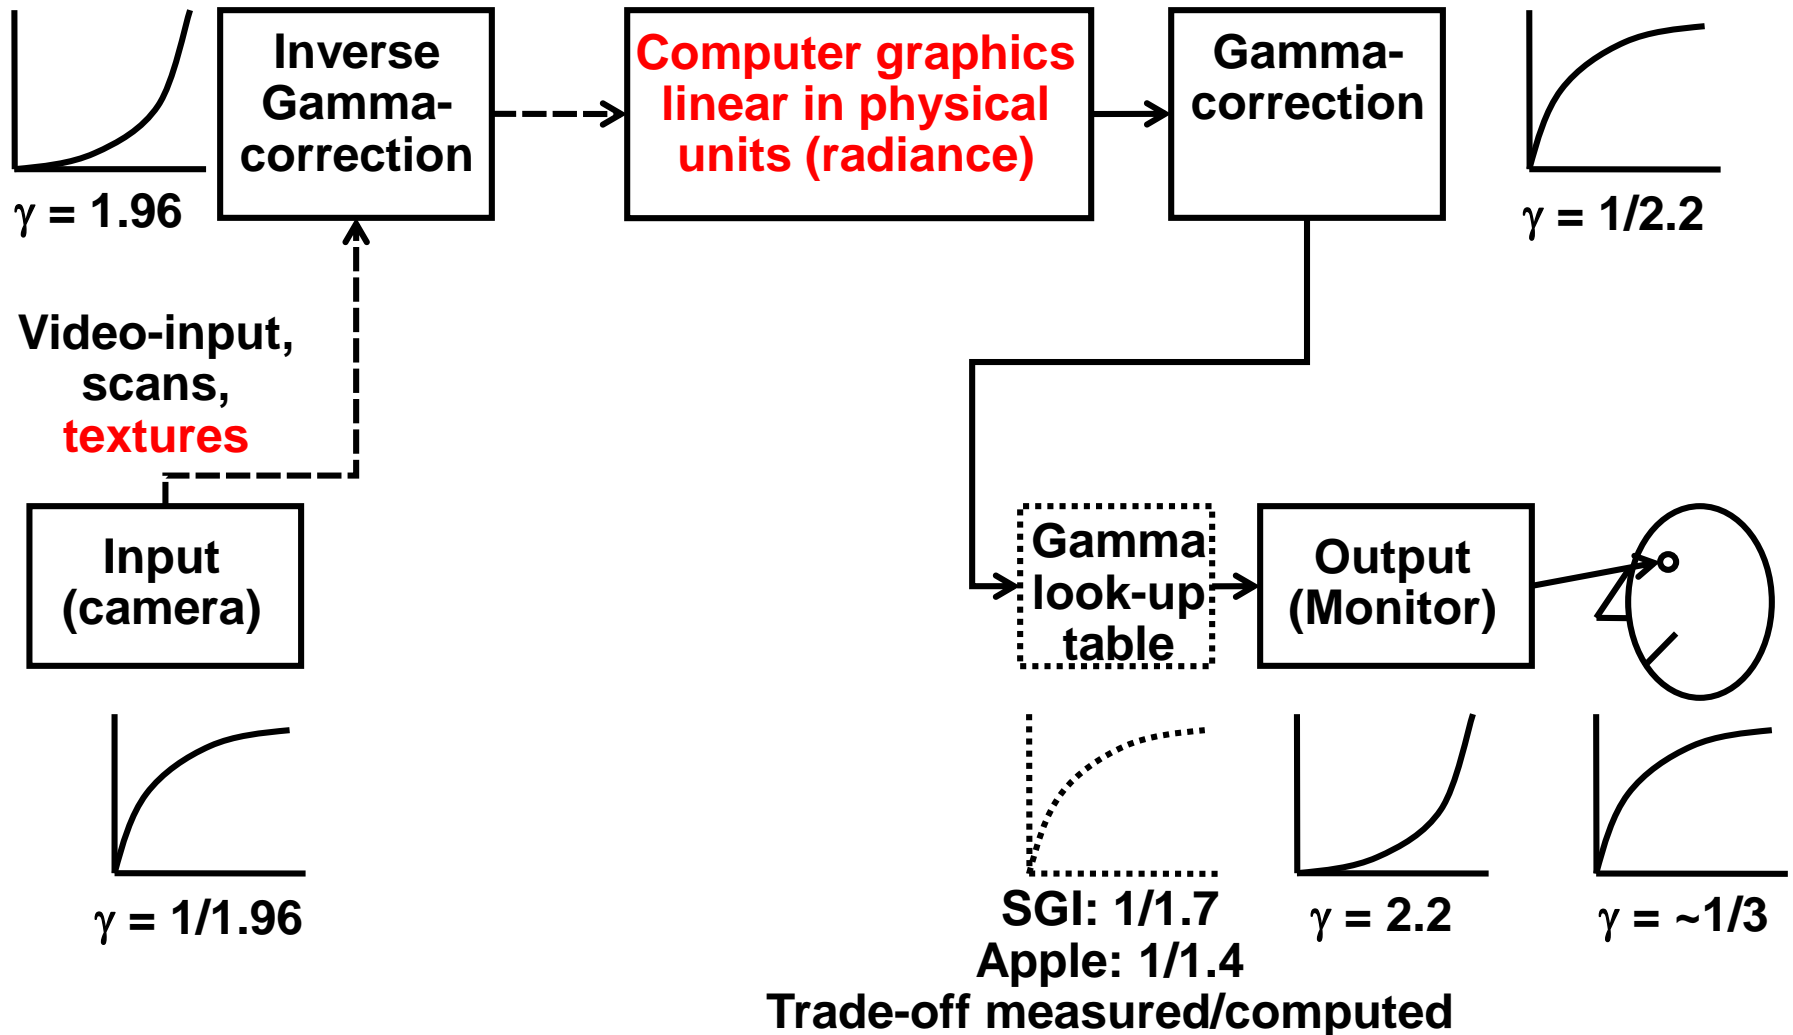 Inverse
Gamma-
correction
Computer graphics
linear in physical
units (radiance)
Gamma-
correction
γ = 1.96
γ = 1/2.2
Video-input,
scans,
textures
Input
(camera)
Gamma
look-up
table
Output
(Monitor)
γ = 1/1.96
SGI: 1/1.7
Apple: 1/1.4
γ = 2.2
γ = ~1/3
Trade-off measured/computed